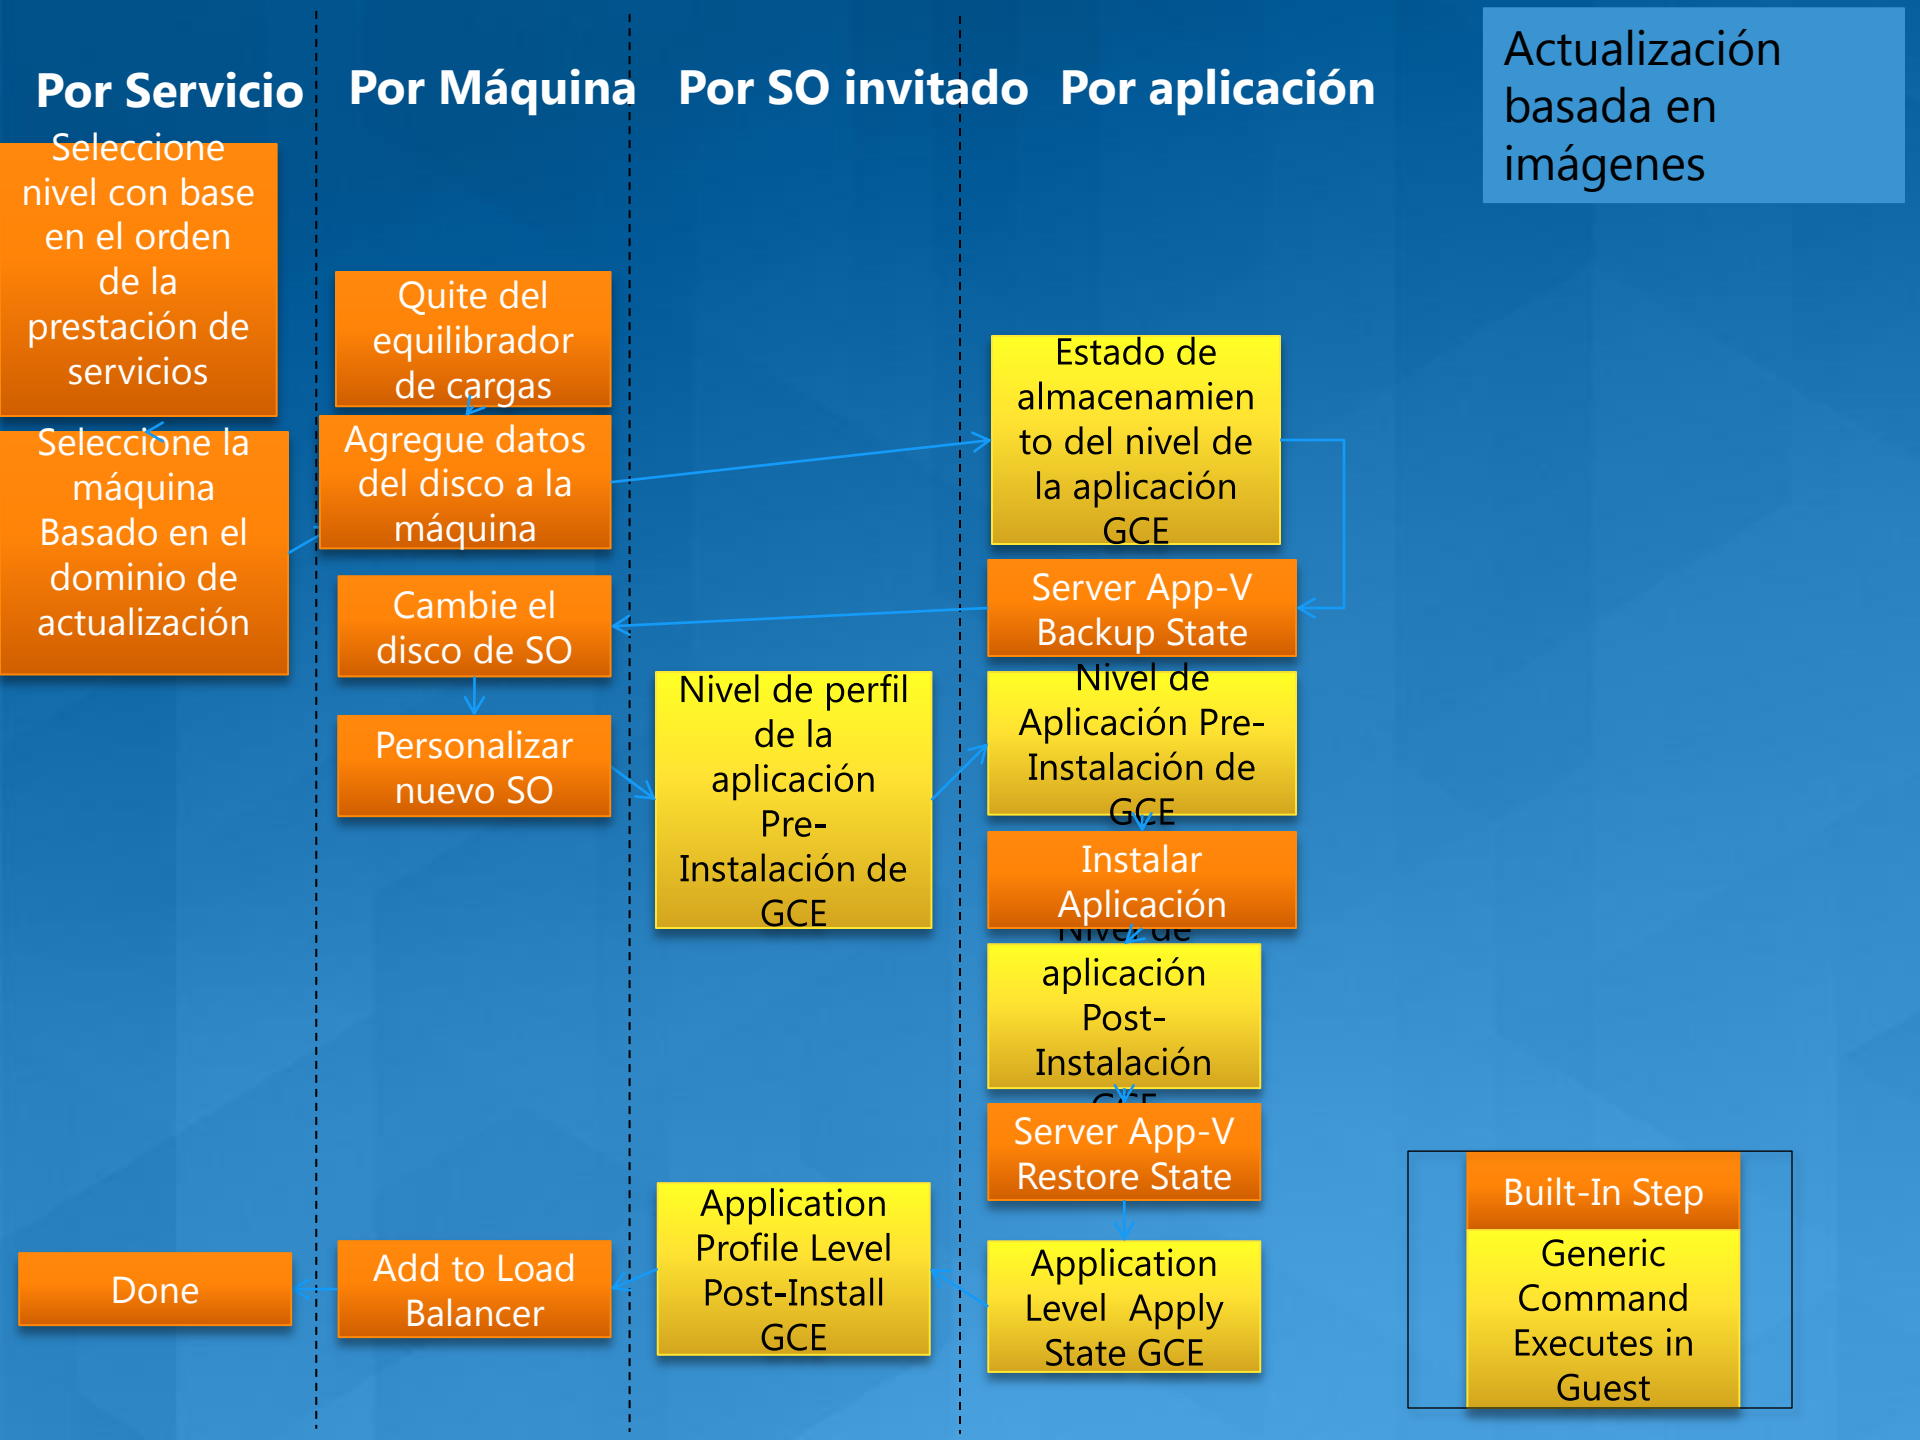 Por Servicio
Por Máquina
Por SO invitado
Por aplicación
Actualización
basada en
imágenes
Seleccione
nivel con base
en el orden
de la
prestación de
servicios
Seleccione la
máquina
Basado en el
dominio de
actualización
Quite del
equilibrador
de cargas
Agregue datos
del disco a la
máquina
Cambie el
disco de SO
Personalizar
nuevo SO
Nivel de perfil
de la
aplicación
Pre-
Instalación de
GCE
Estado de
almacenamien
to del nivel de
la aplicación
GCE
Server App-V
Backup State
Nivel de
Aplicación Pre-
Instalación de
GCE
Instalar
Aplicación
Nivel de
aplicación
Post-
Instalación
GCE
Server App-V
Restore State
Application
Level Apply
State GCE
Application
Profile Level
Post-Install
GCE
Add to Load
Balancer
Done
Built-In Step
Generic
Command
Executes in
Guest